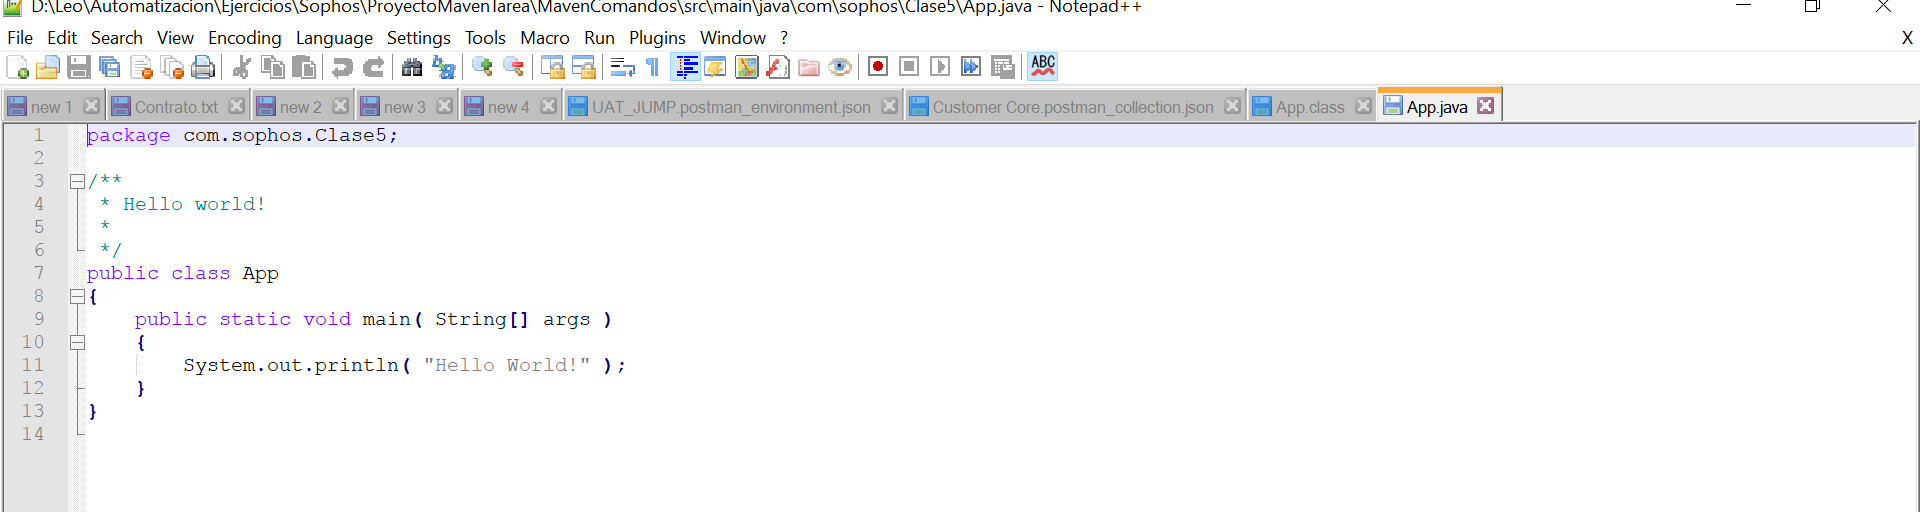 D:\Leo\Automatizacion\Ejercicios\Sophos\ProyectoMavenTarea\MavenComandos\src\main\java\com\sophos\Clase5\App.java - Notepad++
File Edit Search View Encoding Language Settings Tools Macro Run Plugins Window ? X
ABC
new 1 Contrato.txt new 2 new 3 new 4 UAT_JUMP.postman_environment.json Customer Core.postman_collection.json App.class App.java
1 package com.sophos.Clase5;
2
3 /**
4 * Hello world!
5 *
6 */
7 public class App
8 {
9 public static void main( String[] args )
10 {
11 System.out.println( "Hello World!" );
12 }
13 }
14